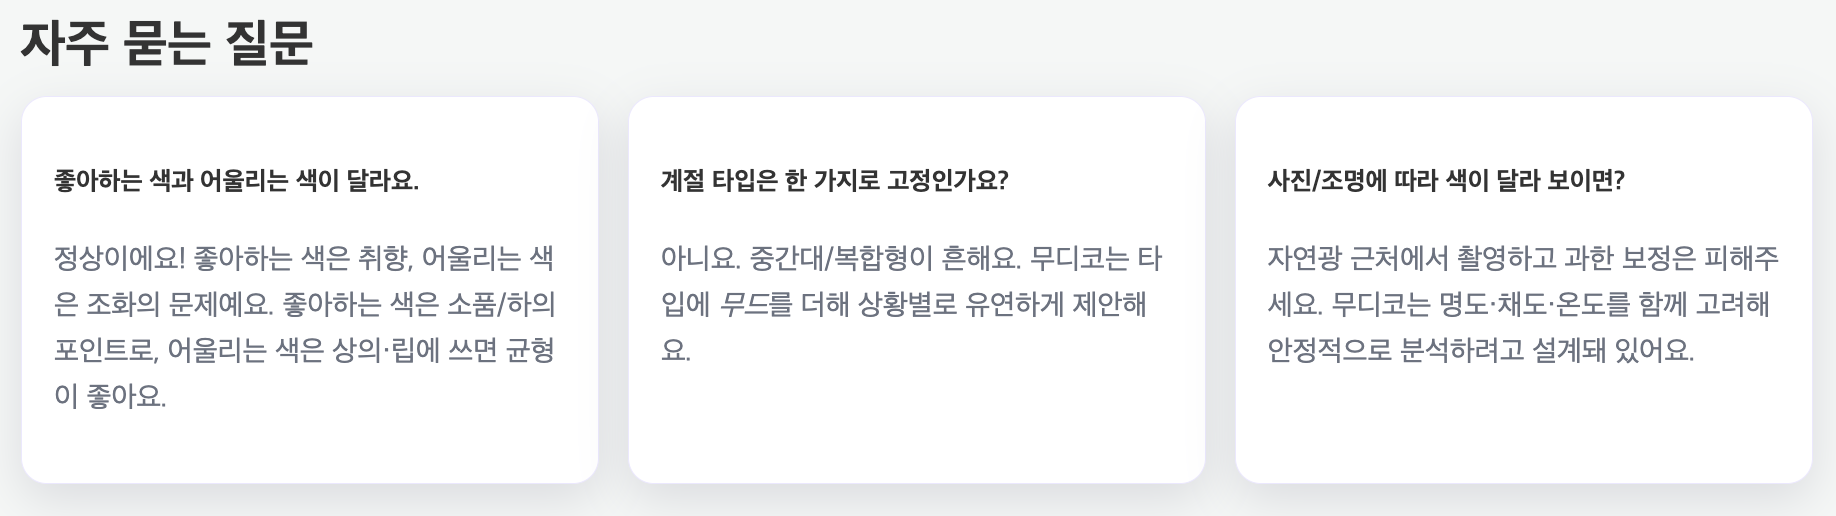 자주 묻는 질문
좋아하는 색과 어울리는 색이 달라요.
정상이에요! 좋아하는 색은 취향, 어울리는 색
은 조화의 문제예요. 좋아하는 색은 소품/하의
포인트로, 어울리는 색은 상의·립에 쓰면 균형
이 좋아요.
계절 타입은 한 가지로 고정인가요?
아니요. 중간대/복합형이 흔해요. 무디코는 타
입에 무드를 더해 상황별로 유연하게 제안해
요.
사진/조명에 따라 색이 달라 보이면?
자연광 근처에서 촬영하고 과한 보정은 피해주
세요. 무디코는 명도·채도·온도를 함께 고려해
안정적으로 분석하려고 설계돼 있어요.